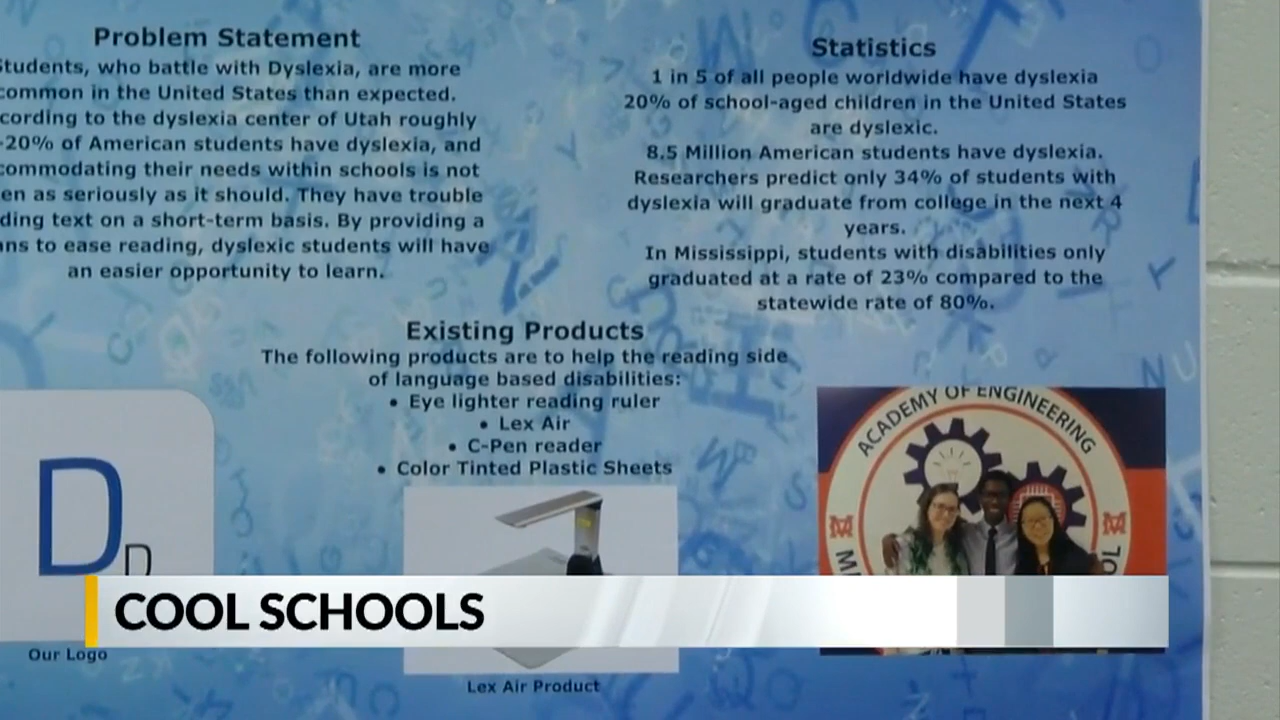 Problem Statement
Students, who battle with Dyslexia, are more
common in the United States than expected.
cording to the dyslexia center of Utah roughly
-20% of American students have dyslexia, and
commodating their needs within schools is not
en as seriously as it should. They have trouble
ding text on a short-term basis. By providing a
ns to ease reading, dyslexic students will have
an easier opportunity to learn.
Statistics
1 in 5 of all people worldwide have dyslexia
20% of school-aged children in the United States
are dyslexic.
8.5 Million American students have dyslexia.
Researchers predict only 34% of students with
dyslexia will graduate from college in the next 4
years.
In Mississippi, students with disabilities only
graduated at a rate of 23% compared to the
statewide rate of 80%.
Existing Products
The following products are to help the reading side
of language based disabilities:
• Eye lighter reading ruler
• Lex Air
• C-Pen reader
• Color Tinted Plastic Sheets
D
D
Our Logo
Lex Air Product
ACADEMY OF ENGINEERING
M
M
COOL SCHOOLS